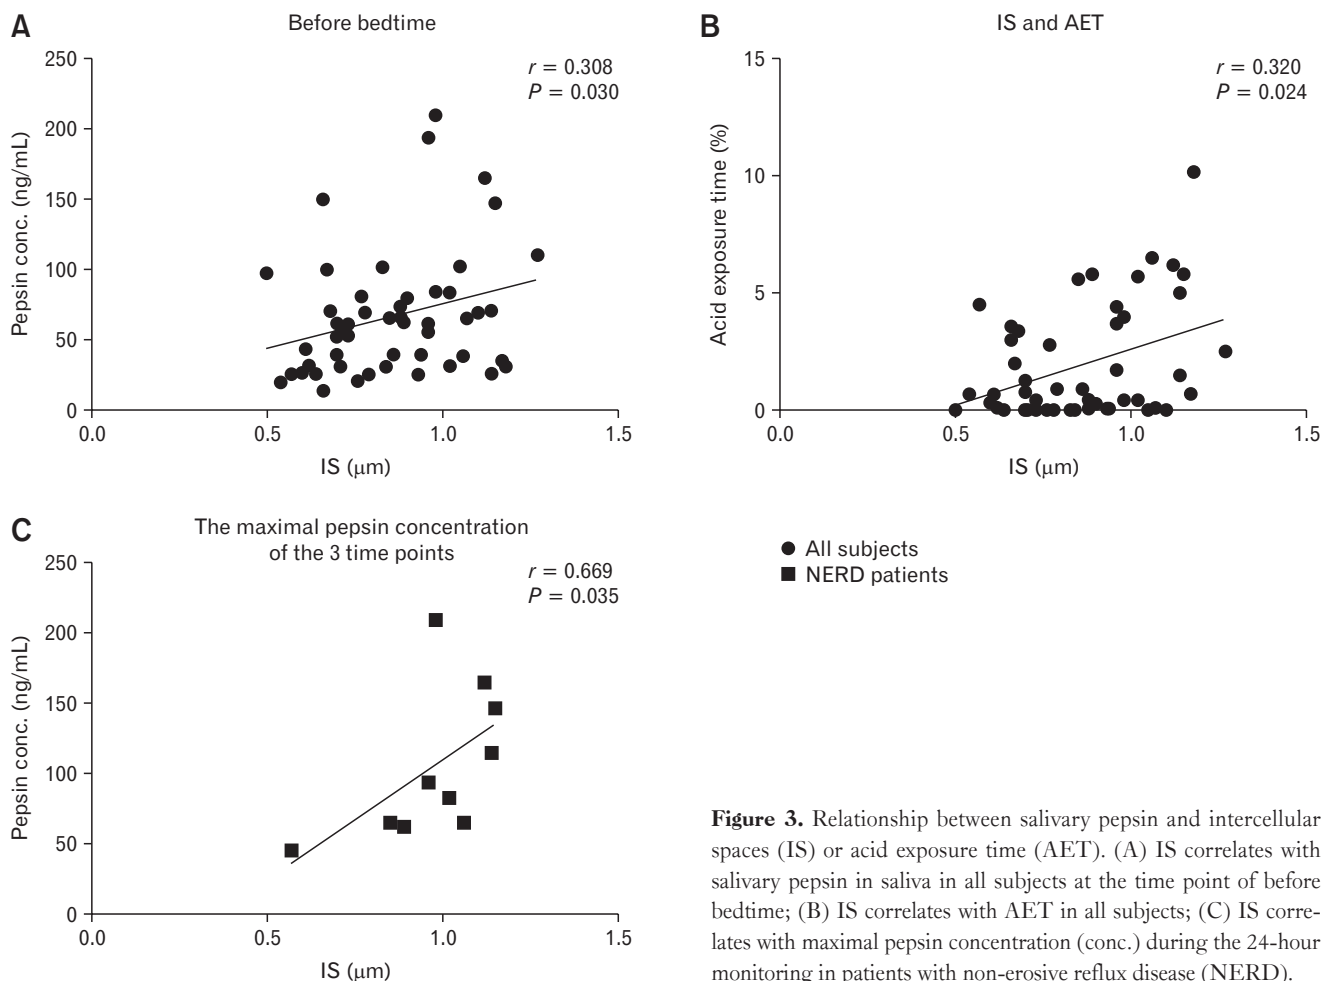 A
Before bedtime
r = 0.308
P = 0.030
Pepsin conc. (ng/mL)
250
200
150
100
50
0
0.0
0.5
1.0
1.5
IS (μm)
B
IS and AET
r = 0.320
P = 0.024
Acid exposure time (%)
15
10
5
0
0.0
0.5
1.0
1.5
IS (μm)
C
The maximal pepsin concentration
of the 3 time points
r = 0.669
P = 0.035
Pepsin conc. (ng/mL)
250
200
150
100
50
0
0.0
0.5
1.0
1.5
IS (μm)
All subjects
NERD patients
Figure 3. Relationship between salivary pepsin and intercellular
spaces (IS) or acid exposure time (AET). (A) IS correlates with
salivary pepsin in saliva in all subjects at the time point of before
bedtime; (B) IS correlates with AET in all subjects; (C) IS corre-
lates with maximal pepsin concentration (conc.) during the 24-hour
monitoring in patients with non-erosive reflux disease (NERD).